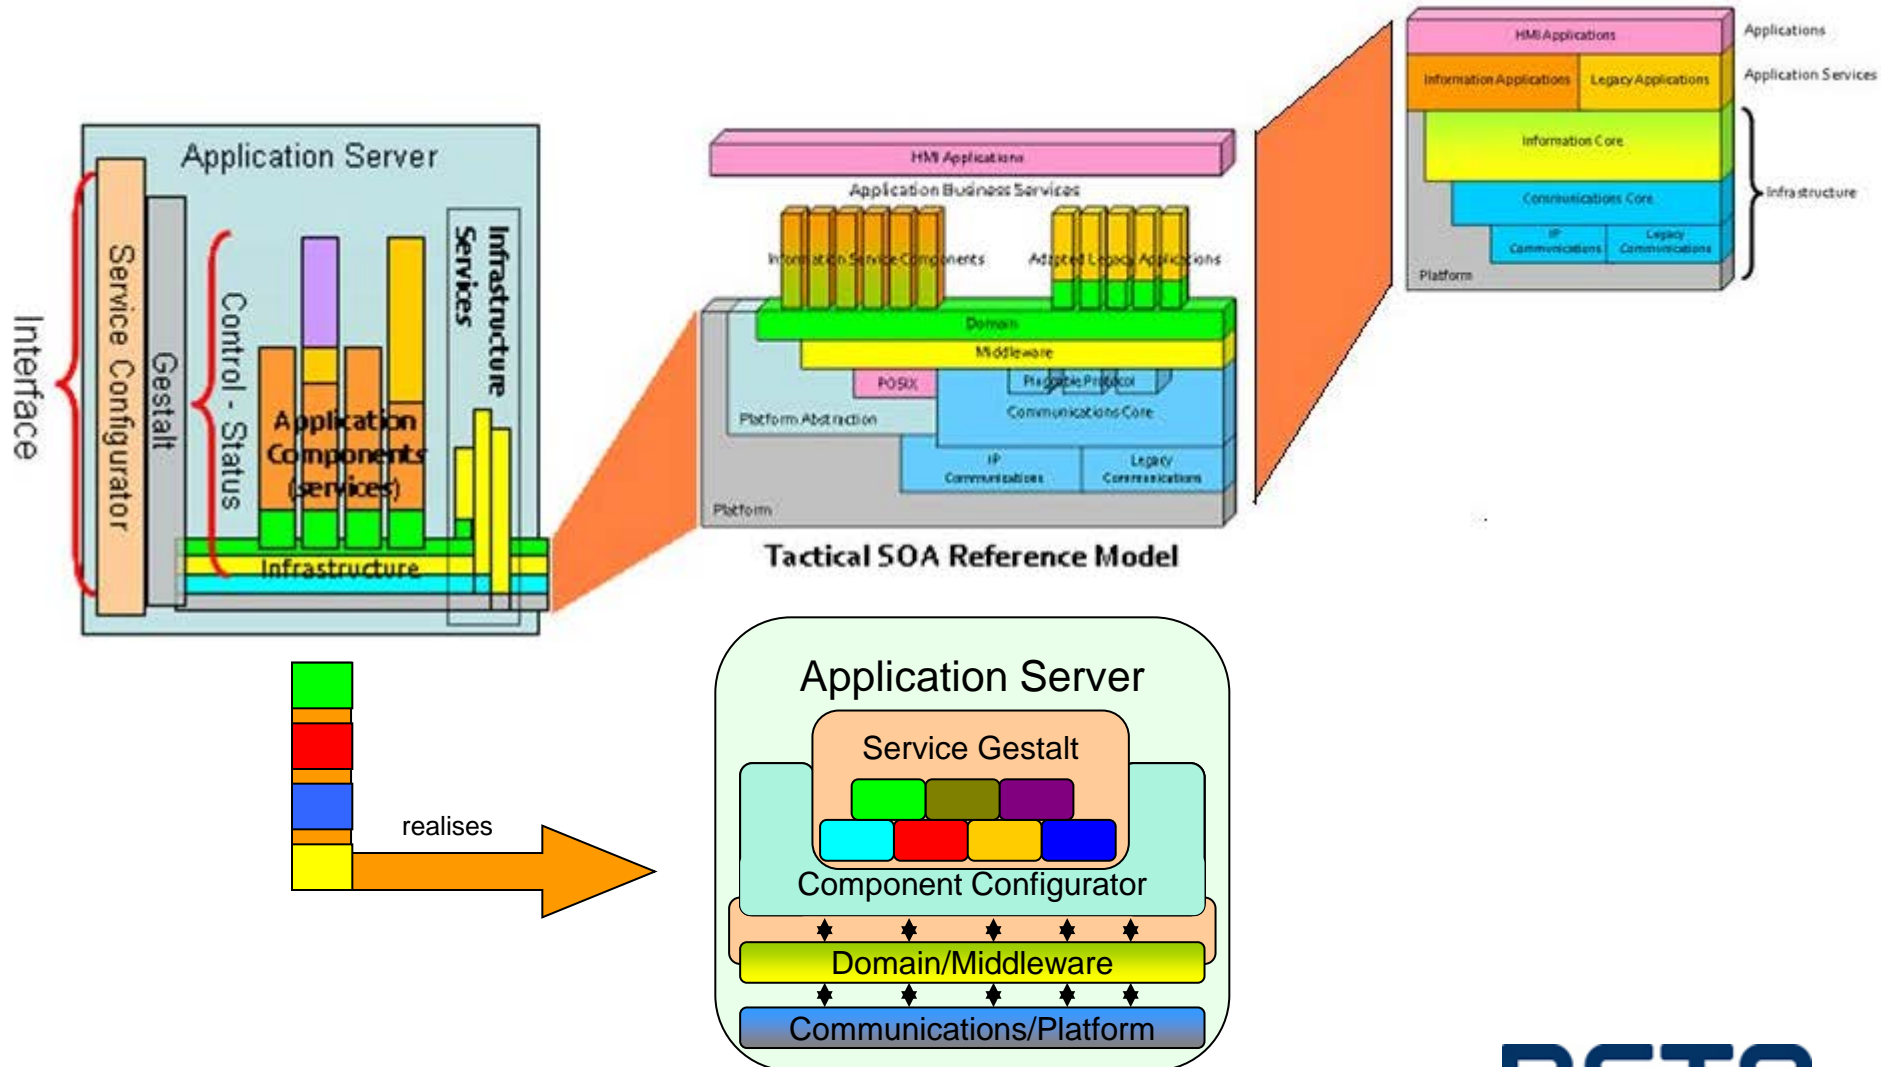 Application Server
Interface
Service Configurator
Gestalt
Control - Status
Application
Components
(services)
Infrastructure
Services
Infrastructure
HMI Applications
Application Business Services
Information Service Components
Adapted Legacy Applications
Domain
Middleware
POSIX
Pluggable Protocol
Communications Core
Platform Abstraction
IP
Communications
Legacy
Communications
Platform
Tactical SOA Reference Model
HMI Applications
Applications
Information Applications
Legacy Applications
Application Services
Information Core
Communications Core
Infrastructure
IP
Communications
Legacy
Communications
Platform
realises
Application Server
Service Gestalt
Component Configurator
Domain/Middleware
Communications/Platform